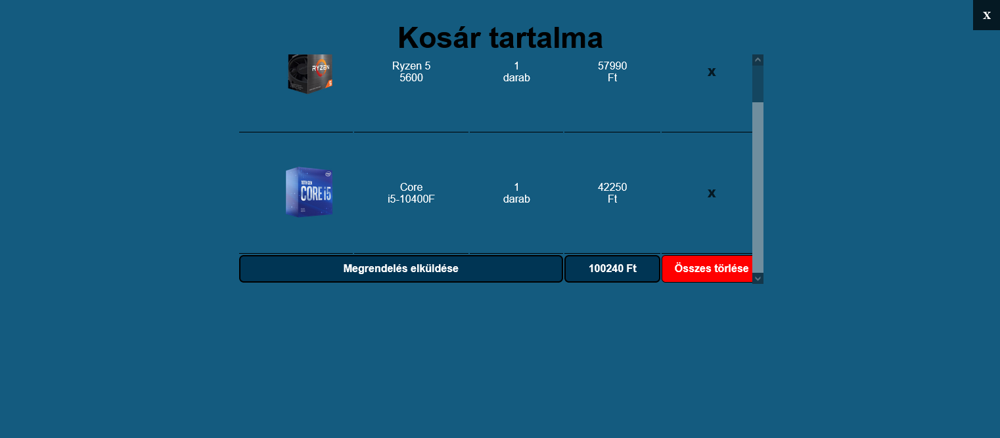 x
Kosár tartalma
RYZEN
5
Ryzen 5
5600
1
darab
57990
Ft
x
10TH GEN
CORE i5
Core
i5-10400F
1
darab
42250
Ft
x
Megrendelés elküldése
100240 Ft
Összes törlése